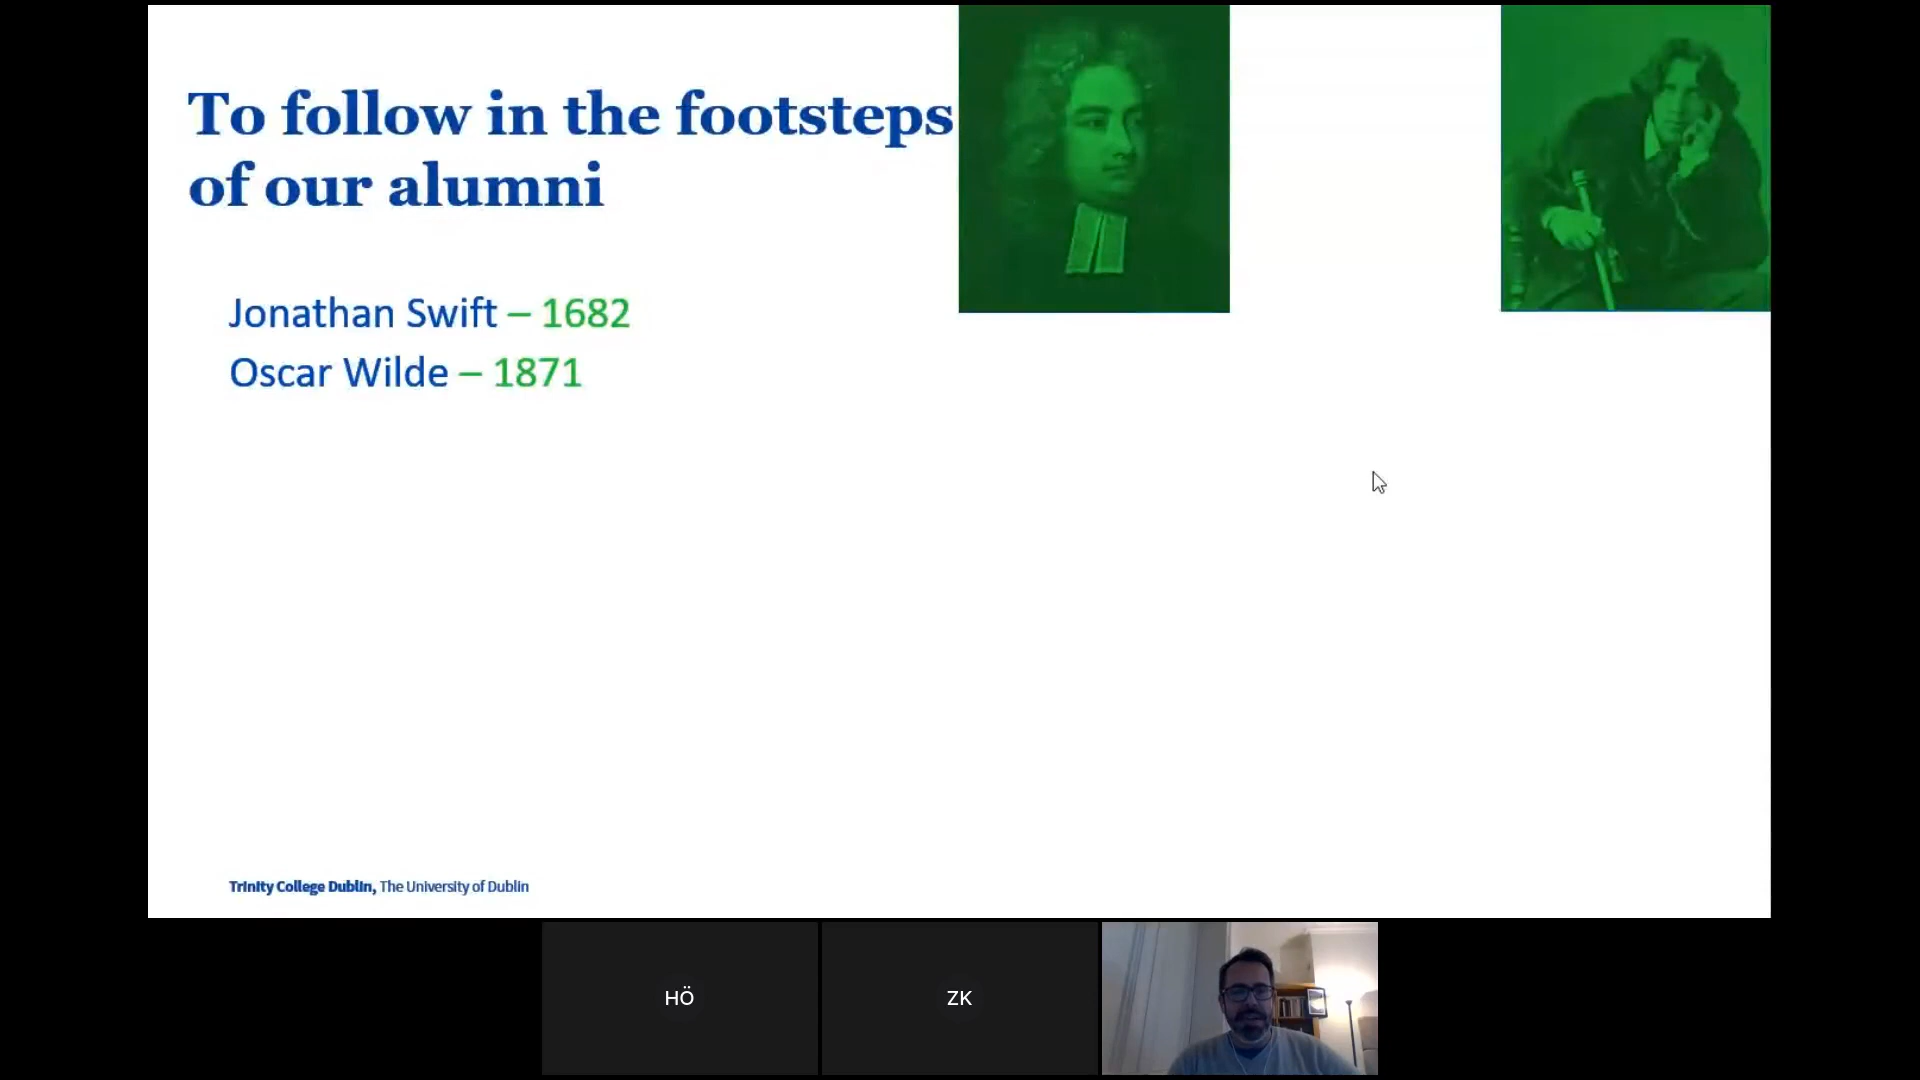 To follow in the footsteps
of our alumni
Jonathan Swift – 1682
Oscar Wilde – 1871
Trinity College Dublin, The University of Dublin
HÖ
ZK